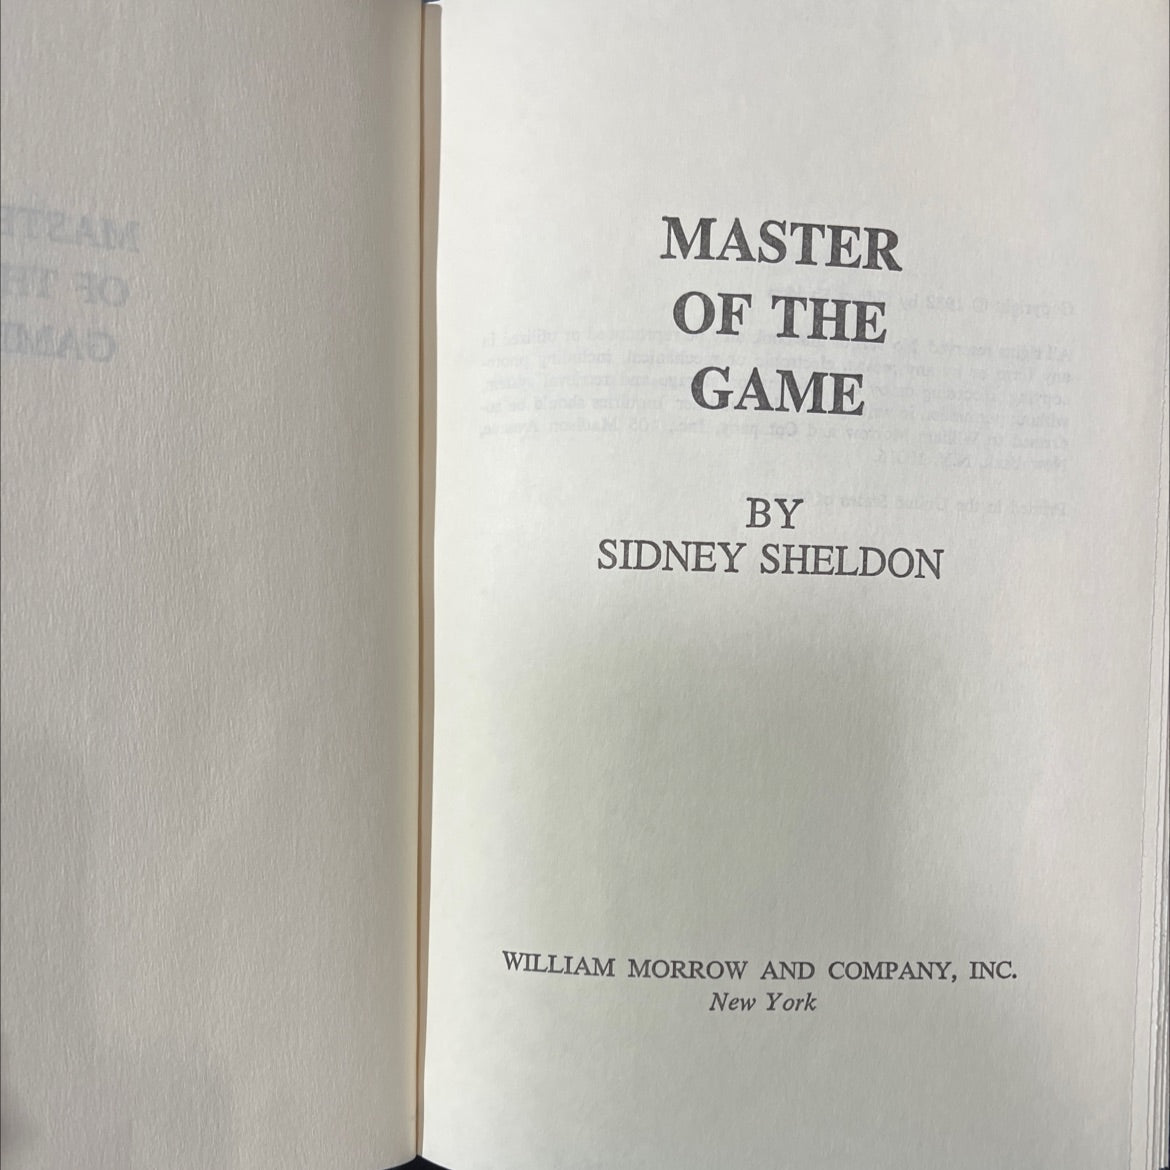 MASTER
OF THE
GAME
BY
SIDNEY SHELDON
WILLIAM MORROW AND COMPANY, INC.
New York